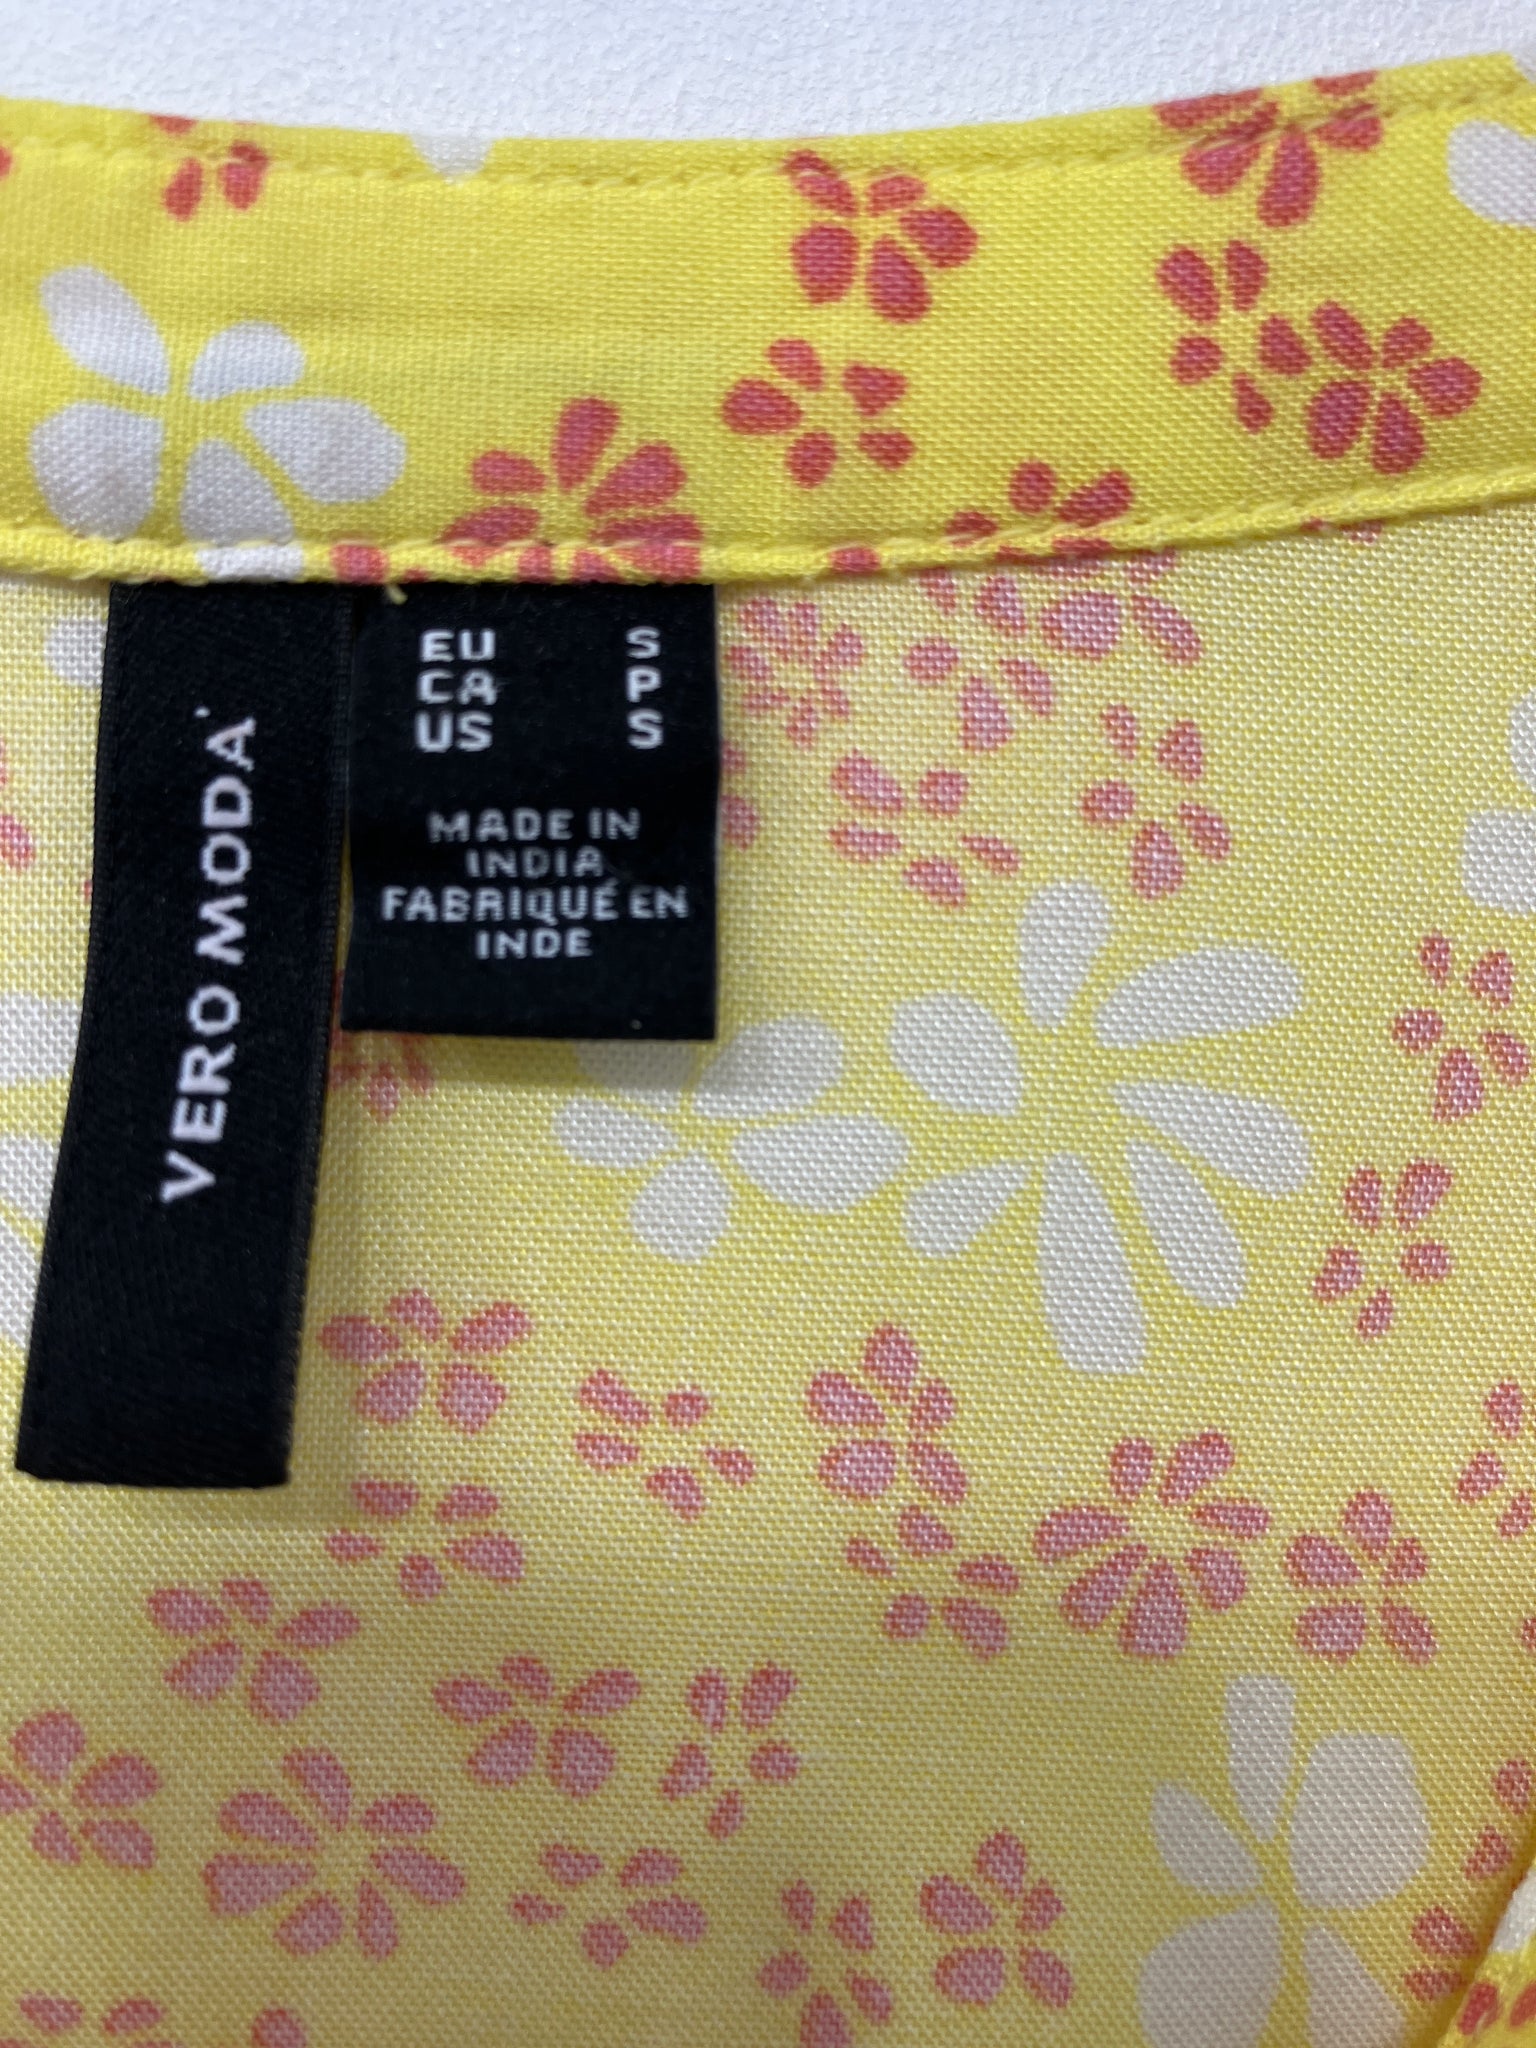 VERO MODA
EU S
CA P
US S
MADE IN
INDIA
FABRIQUÉ EN
INDE